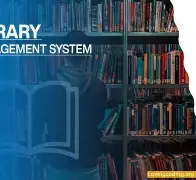 RARY
AGEMENT SYSTEM
Lovelycoding.org